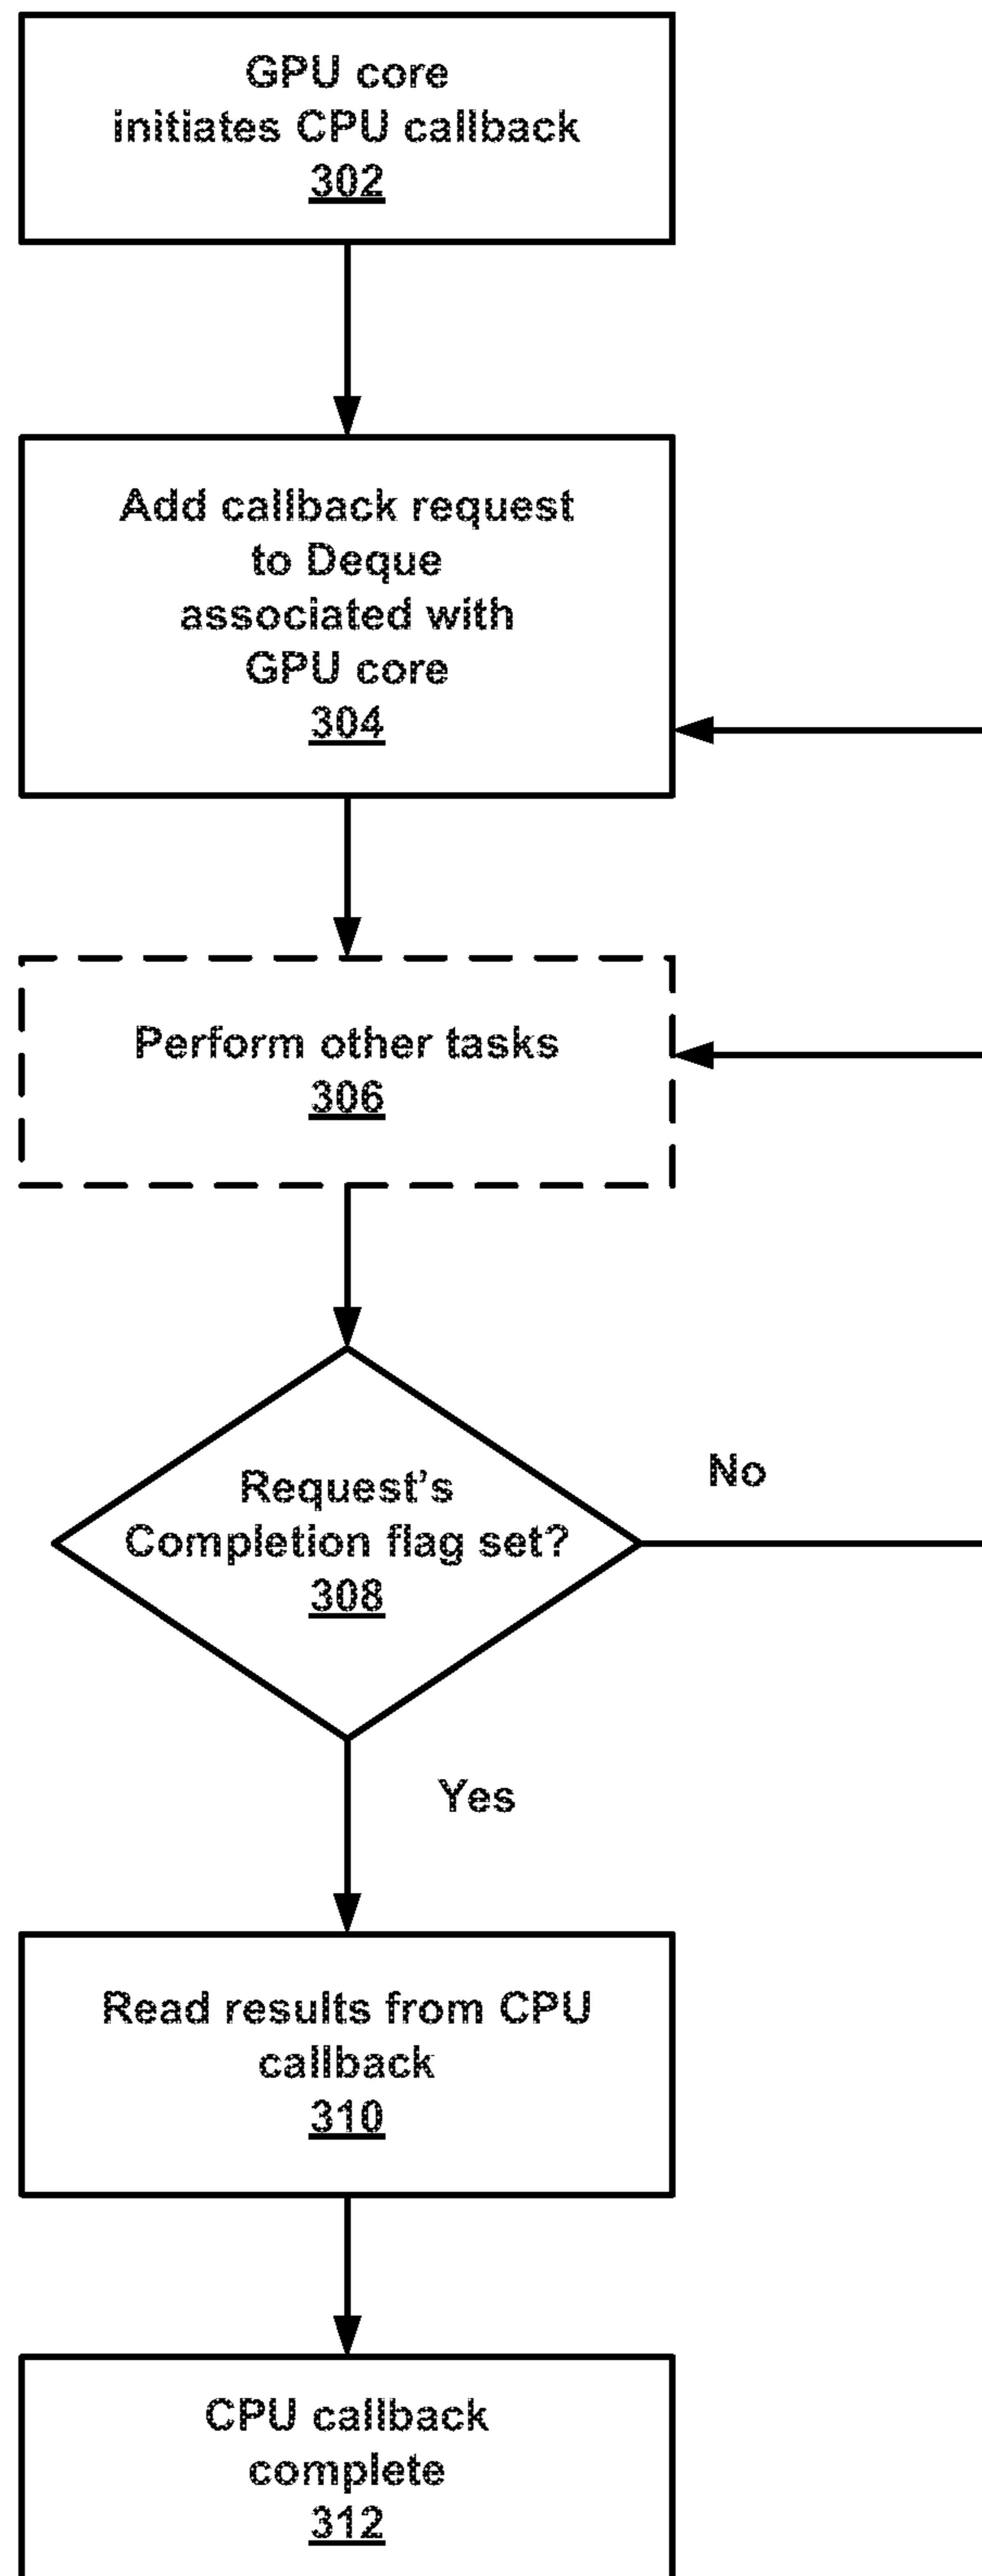 GPU core
initiates CPU callback
302
Add callback request
to Deque
associated with
GPU core
304
Perform other tasks
306
Request's
Completion flag set?
308
No
Yes
Read results from CPU
callback
310
CPU callback
complete
312